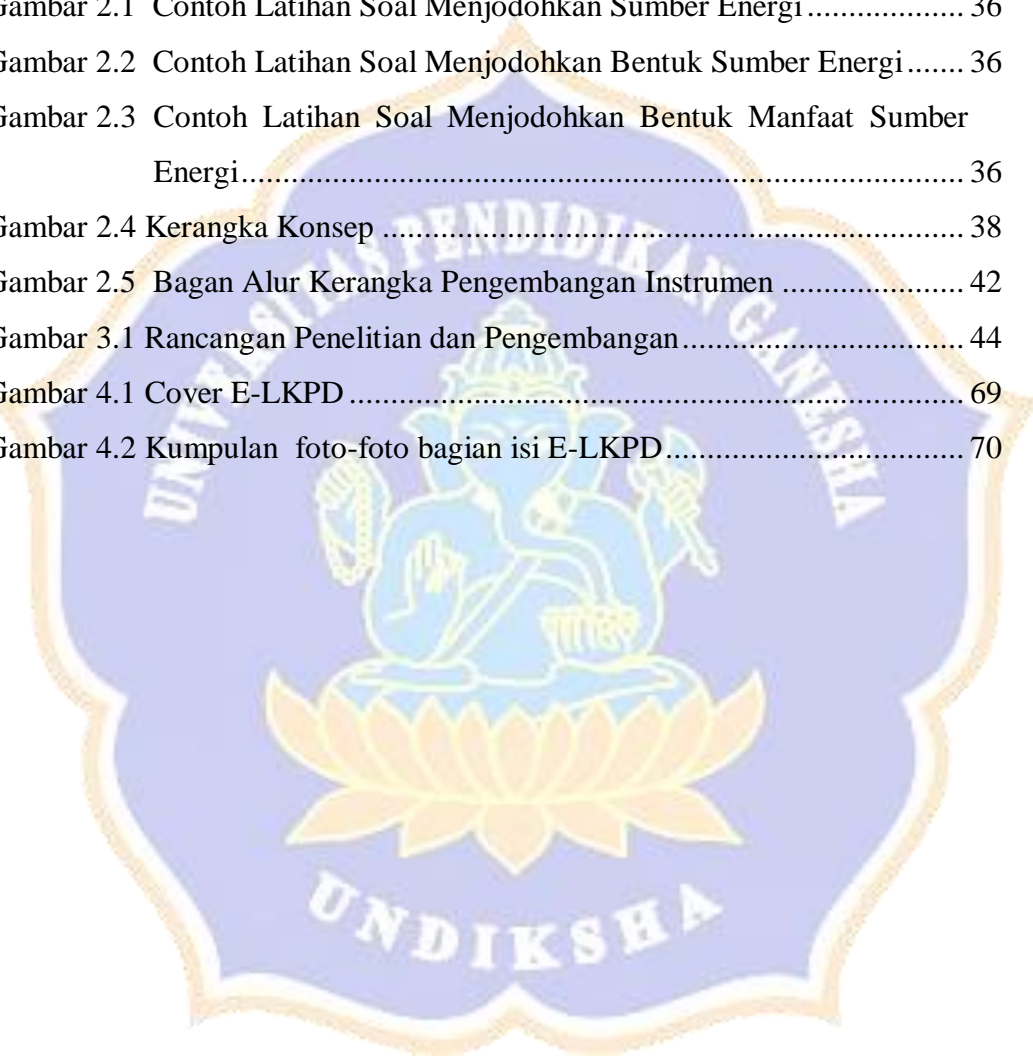 Gambar 2.1 Contoh Latihan Soal Menjodohkan Sumber Energi ................... 36
Gambar 2.2 Contoh Latihan Soal Menjodohkan Bentuk Sumber Energi ....... 36
Gambar 2.3 Contoh Latihan Soal Menjodohkan Bentuk Manfaat Sumber
Energi ..................................................................................... 36
Gambar 2.4 Kerangka Konsep ..................................................................... 38
Gambar 2.5 Bagan Alur Kerangka Pengembangan Instrumen ...................... 42
Gambar 3.1 Rancangan Penelitian dan Pengembangan .................................. 44
Gambar 4.1 Cover E-LKPD .......................................................................... 69
Gambar 4.2 Kumpulan foto-foto bagian isi E-LKPD .................................... 70
UNIVERSITAS PENDIDIKAN GANESHA
UNDIKSHA